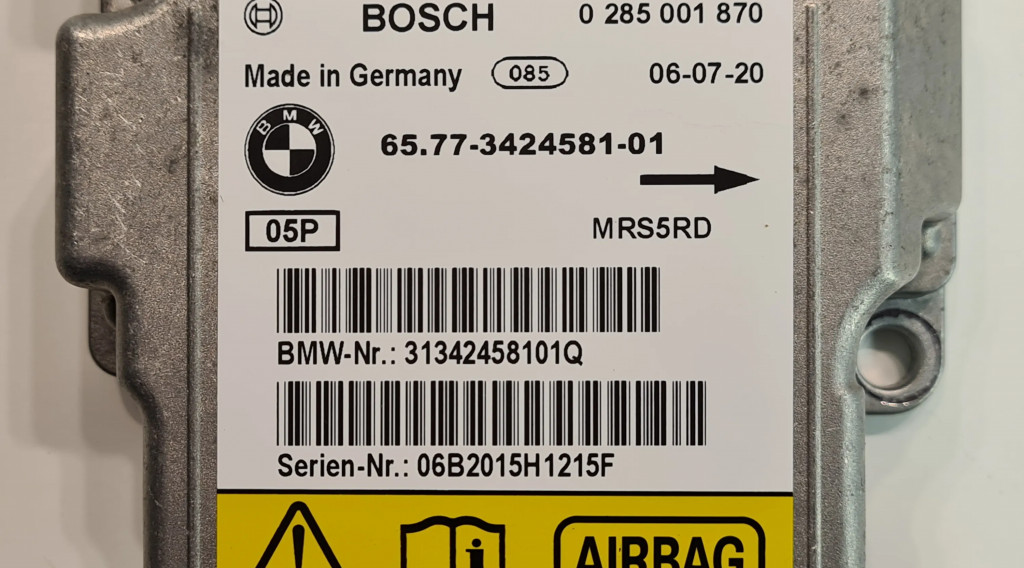 BOSCH 0 285 001 870
Made in Germany 085 06-07-20
BMW
65.77-3424581-01
05P MRS5RD
BMW-Nr.: 31342458101Q
Serien-Nr.: 06B2015H1215F
! i AIRBAG